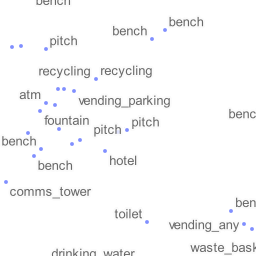 bench
bench
bench
pitch
recycling
recycling
atm
vending_parking
benc
fountain
pitch
pitch
bench
hotel
bench
comms_tower
ben
toilet
vending_any
waste_bask
drinking_water